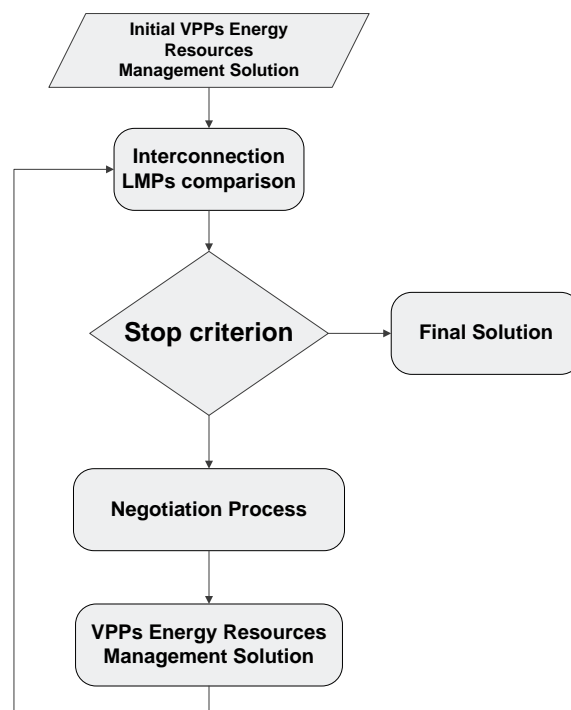 Initial VPPs Energy
Resources
Management Solution
Interconnection
LMPs comparison
Stop criterion
Final Solution
Negotiation Process
VPPs Energy Resources
Management Solution